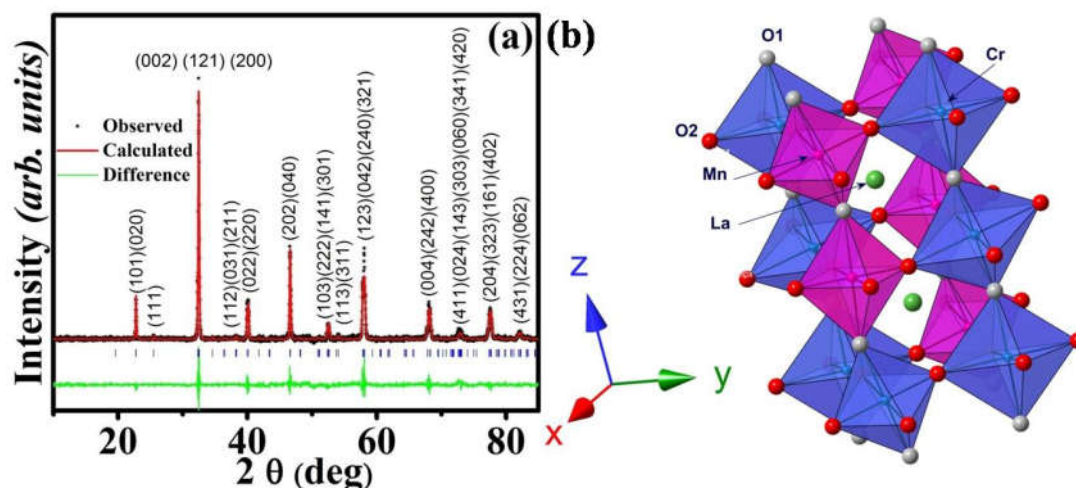 Intensity (arb. units)
(a)
(002) (121) (200)
Observed
Calculated
Difference
(101)(020)
(111)
(112)(031)(211)
(022)(220)
(202)(040)
(103)(222)(141)(301)
(113)(311)
(123)(042)(240)(321)
(004)(242)(400)
(411)(024)(143)(303)(060)(341)(420)
(204)(323)(161)(402)
(431)(224)(062)
20 40 60 80
2 θ (deg)
(b)
O1
Cr
O2
Mn
La
z
y
x